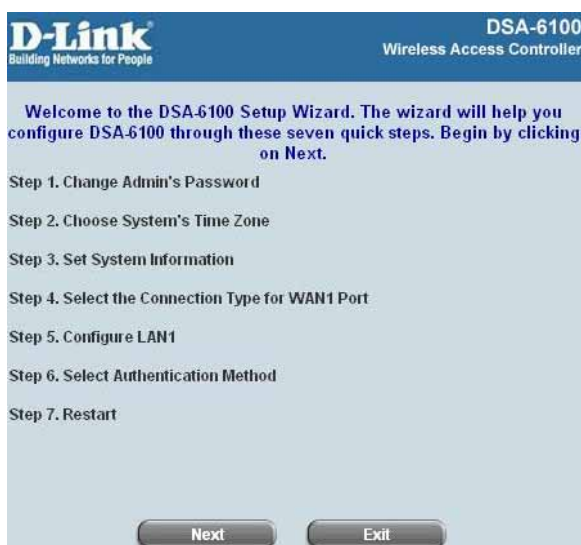 D-Link
Building Networks for People
DSA-6100
Wireless Access Controller
Welcome to the DSA-6100 Setup Wizard. The wizard will help you
configure DSA-6100 through these seven quick steps. Begin by clicking
on Next.
Step 1. Change Admin's Password
Step 2. Choose System's Time Zone
Step 3. Set System Information
Step 4. Select the Connection Type for WAN1 Port
Step 5. Configure LAN1
Step 6. Select Authentication Method
Step 7. Restart
Next
Exit